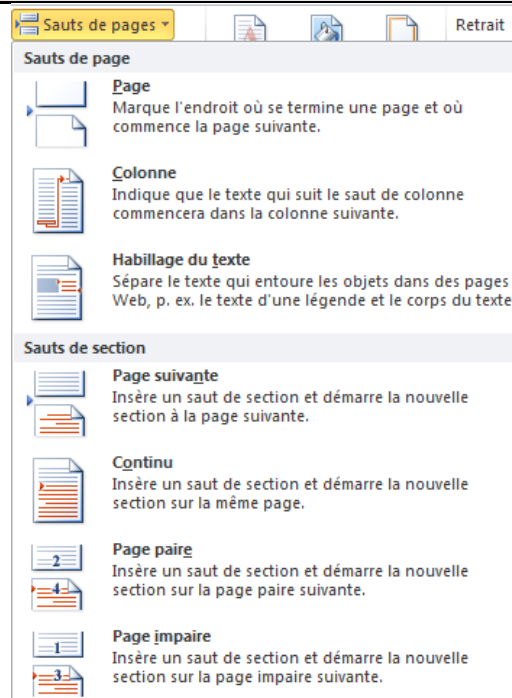 Sauts de pages
Retrait
Sauts de page
Page
Marque l'endroit où se termine une page et où
commence la page suivante.
Colonne
Indique que le texte qui suit le saut de colonne
commencera dans la colonne suivante.
Habillage du texte
Sépare le texte qui entoure les objets dans des pages
Web, p. ex. le texte d'une légende et le corps du texte
Sauts de section
Page suivante
Insère un saut de section et démarre la nouvelle
section à la page suivante.
Continu
Insère un saut de section et démarre la nouvelle
section sur la même page.
Page paire
2
Insère un saut de section et démarre la nouvelle
4
section sur la page paire suivante.
Page impaire
1
Insère un saut de section et démarre la nouvelle
3
section sur la page impaire suivante.